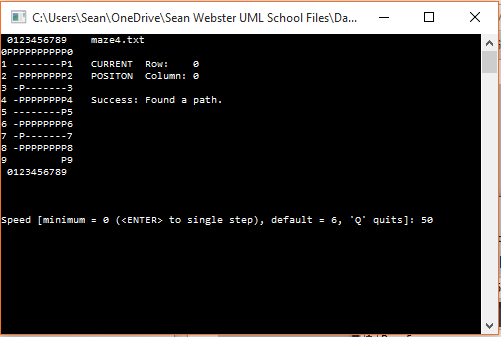 C:\Users\Sean\OneDrive\Sean Webster UML School Files\Da...
 0123456789    maze4.txt
0PPPPPPPPPP0
1 --------P1   CURRENT  Row:    0
2 -PPPPPPPP2   POSITON  Column: 0
3 -P-------3
4 -PPPPPPPP4   Success: Found a path.
5 --------P5
6 -PPPPPPPP6
7 -P-------7
8 -PPPPPPPP8
9         P9
 0123456789
Speed [minimum = 0 (<ENTER> to single step), default = 6, 'Q' quits]: 50